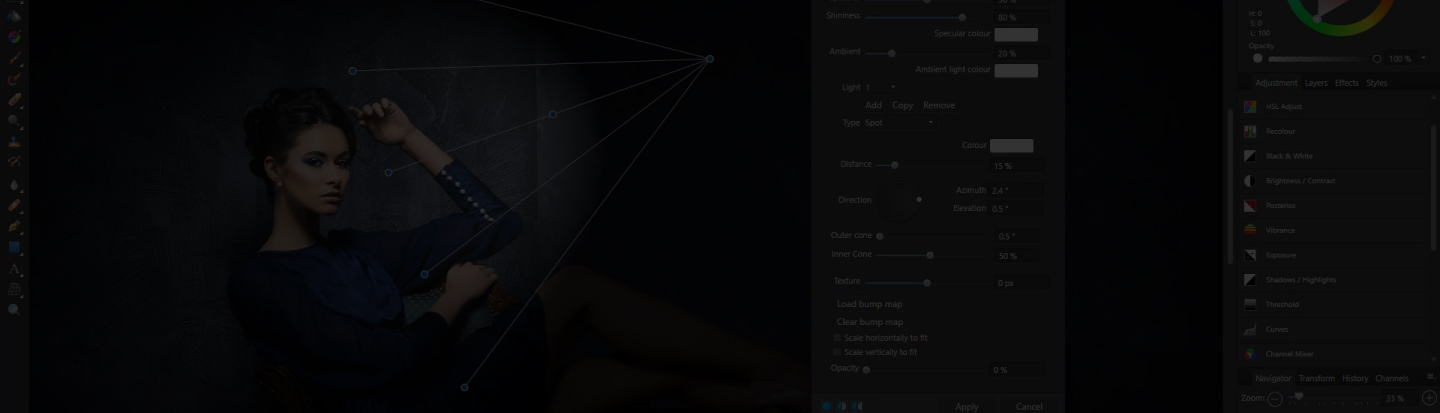 Shininess 80 %
Specular colour
Ambient 20 %
Ambient light colour
Light 1
Add Copy Remove
Type Spot
Colour
Distance 15 %
Direction
Azimuth 2.4 °
Elevation 0.5 °
Outer cone 0.5 °
Inner Cone 50 %
Texture 0 px
Load bump map
Clear bump map
Scale horizontally to fit
Scale vertically to fit
Opacity 0 %
Apply Cancel
H: 0
S: 0
L: 100
Opacity
100 %
Adjustment Layers Effects Styles
HSL Adjust
Recolour
Black & White
Brightness / Contrast
Posterise
Vibrance
Exposure
Shadows / Highlights
Threshold
Curves
Channel Mixer
Navigator Transform History Channels
Zoom: 33 %